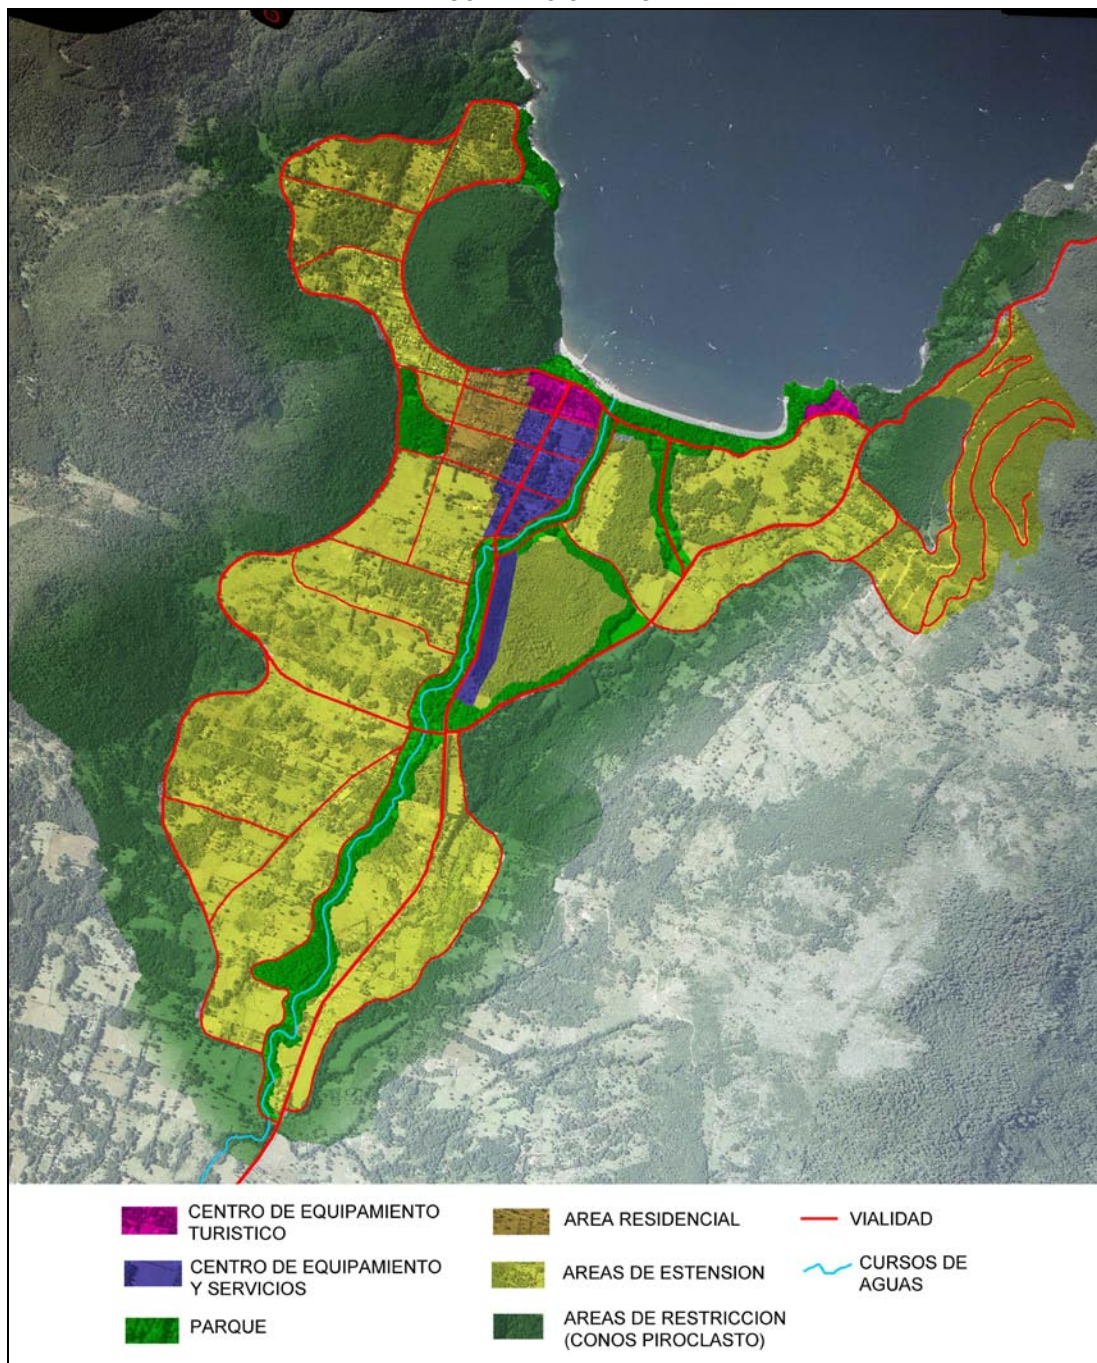 CENTRO DE EQUIPAMIENTO
TURISTICO
CENTRO DE EQUIPAMIENTO
Y SERVICIOS
PARQUE
AREA RESIDENCIAL
AREAS DE ESTENSION
AREAS DE RESTRICCION
(CONOS PIROCLASTO)
VIALIDAD
CURSOS DE
AGUAS